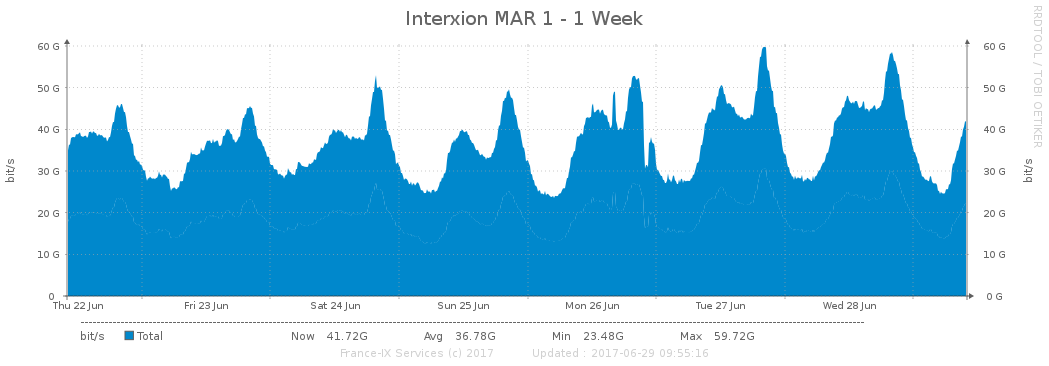 Interxion MAR 1 - 1 Week
RRDTOOL / TOBI OETIKER
60 G 60 G
50 G 50 G
40 G 40 G
30 G 30 G
20 G 20 G
10 G 10 G
0 0 G
bit/s
bit/s
Thu 22 Jun Fri 23 Jun Sat 24 Jun Sun 25 Jun Mon 26 Jun Tue 27 Jun Wed 28 Jun
bit/s Total Now 41.72G Avg 36.78G Min 23.48G Max 59.72G
France-IX Services (c) 2017 Updated : 2017-06-29 09:55:16